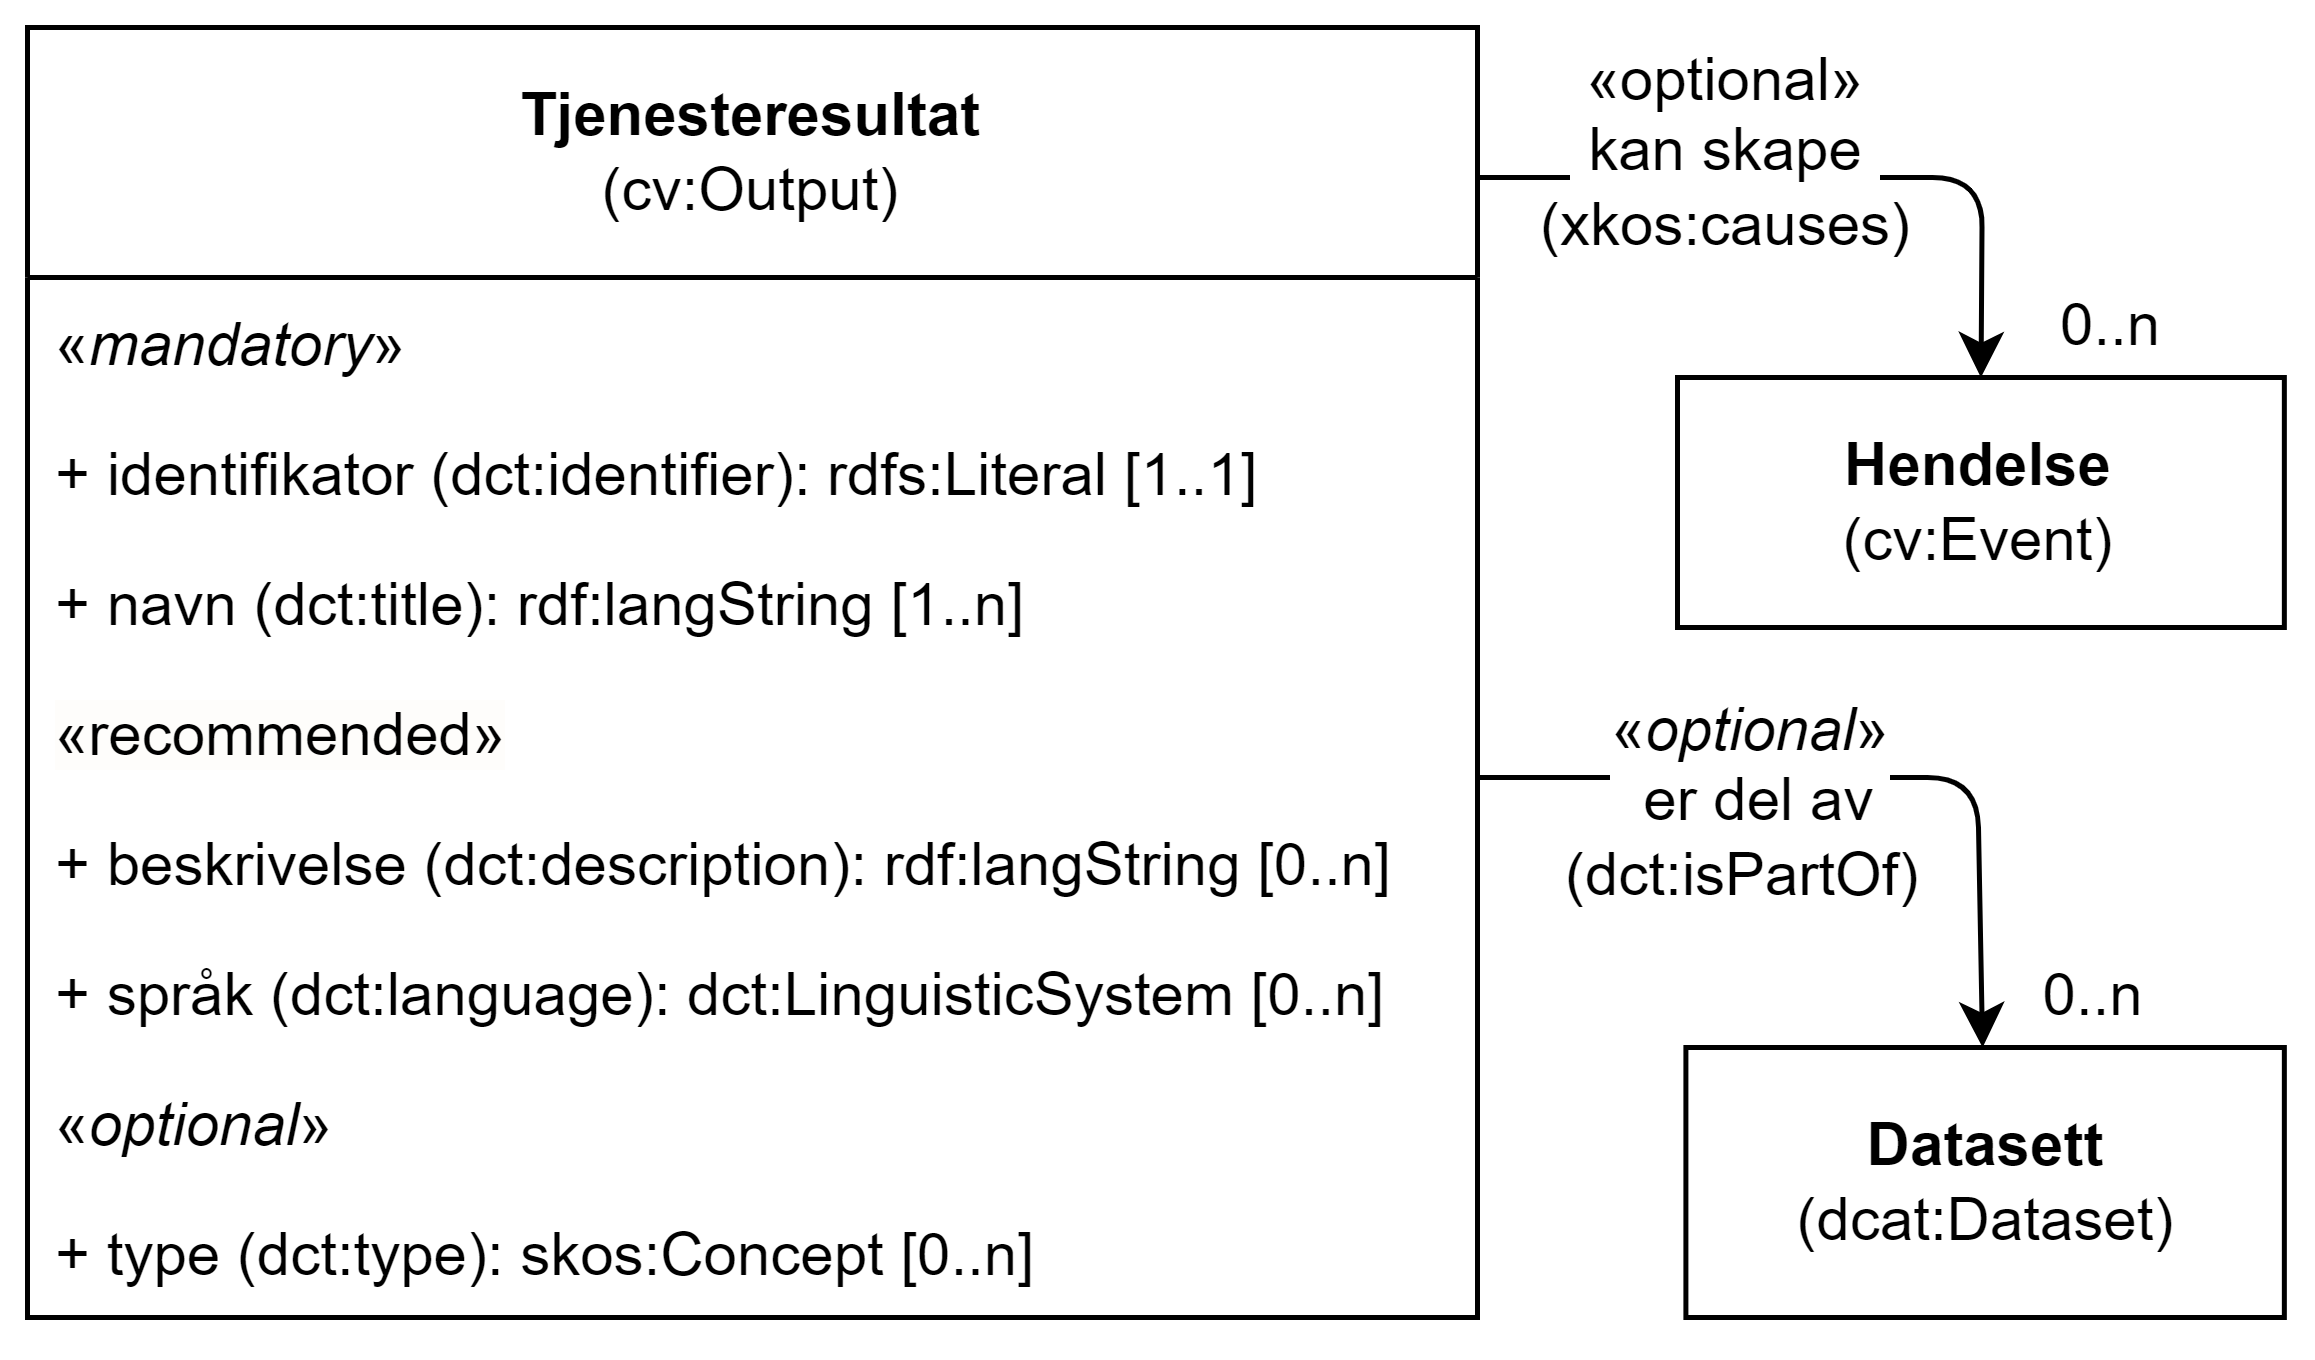 Tjenesteresultat
(cv:Output)
«mandatory»
+ identifikator (dct:identifier): rdfs:Literal [1..1]
+ navn (dct:title): rdf:langString [1..n]
«recommended»
+ beskrivelse (dct:description): rdf:langString [0..n]
+ språk (dct:language): dct:LinguisticSystem [0..n]
«optional»
+ type (dct:type): skos:Concept [0..n]
«optional»
kan skape
(xkos:causes)
0..n
Hendelse
(cv:Event)
«optional»
er del av
(dct:isPartOf)
0..n
Datasett
(dcat:Dataset)